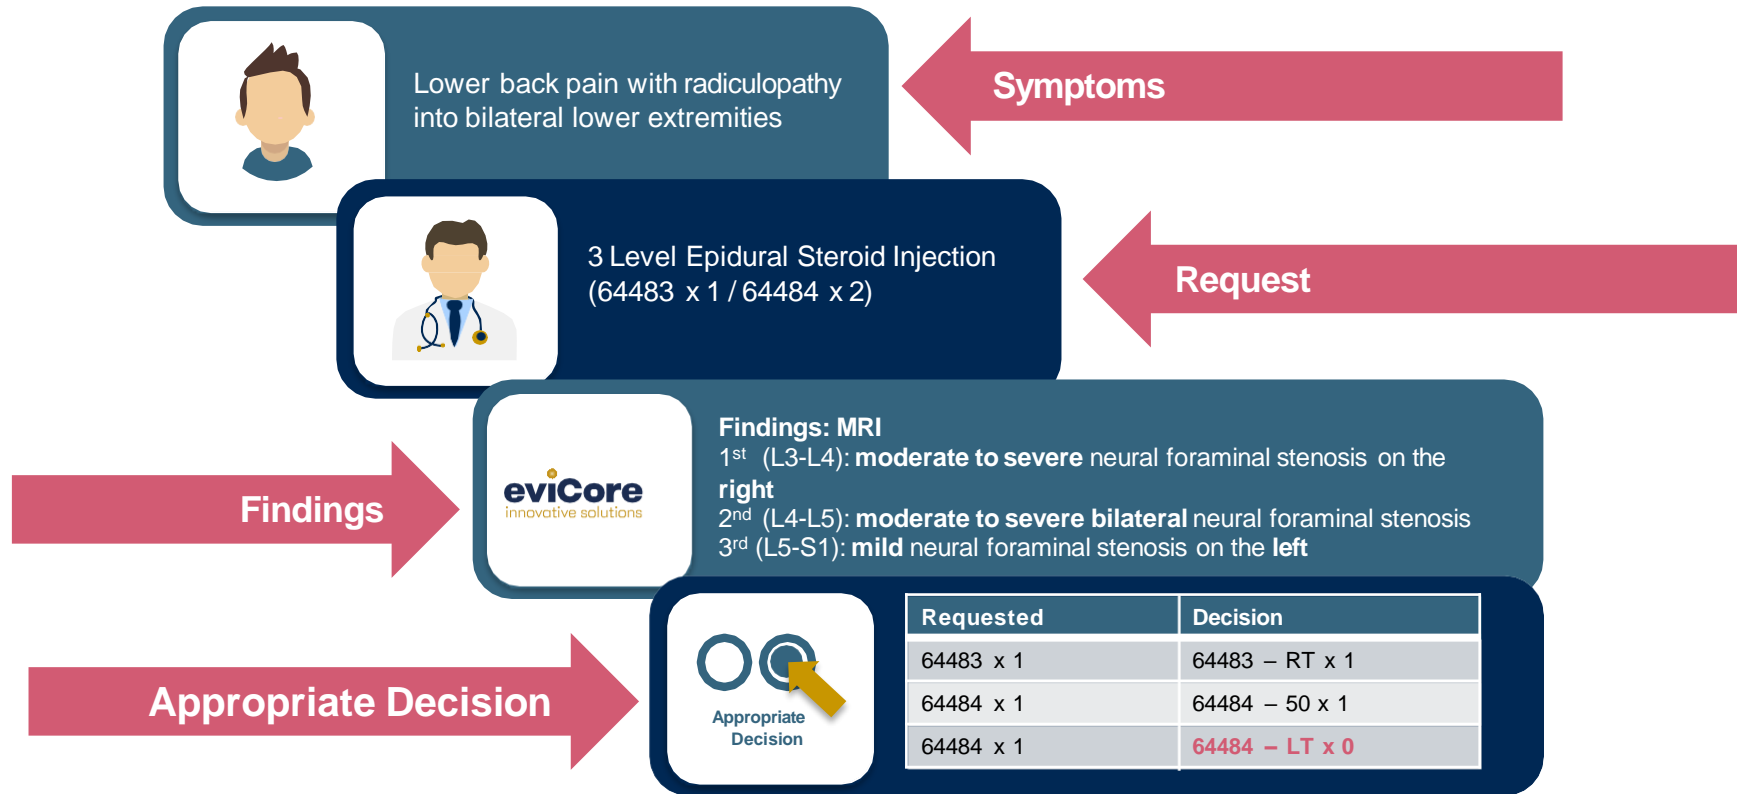 Lower back pain with radiculopathy
into bilateral lower extremities
Symptoms
3 Level Epidural Steroid Injection
(64483 x 1 / 64484 x 2)
Request
Findings
eviCore
innovative solutions
Findings: MRI
1st (L3-L4): moderate to severe neural foraminal stenosis on the
right
2nd (L4-L5): moderate to severe bilateral neural foraminal stenosis
3rd (L5-S1): mild neural foraminal stenosis on the left
Appropriate Decision
Appropriate
Decision
Requested Decision
64483 x 1 64483 – RT x 1
64484 x 1 64484 – 50 x 1
64484 x 1 64484 – LT x 0